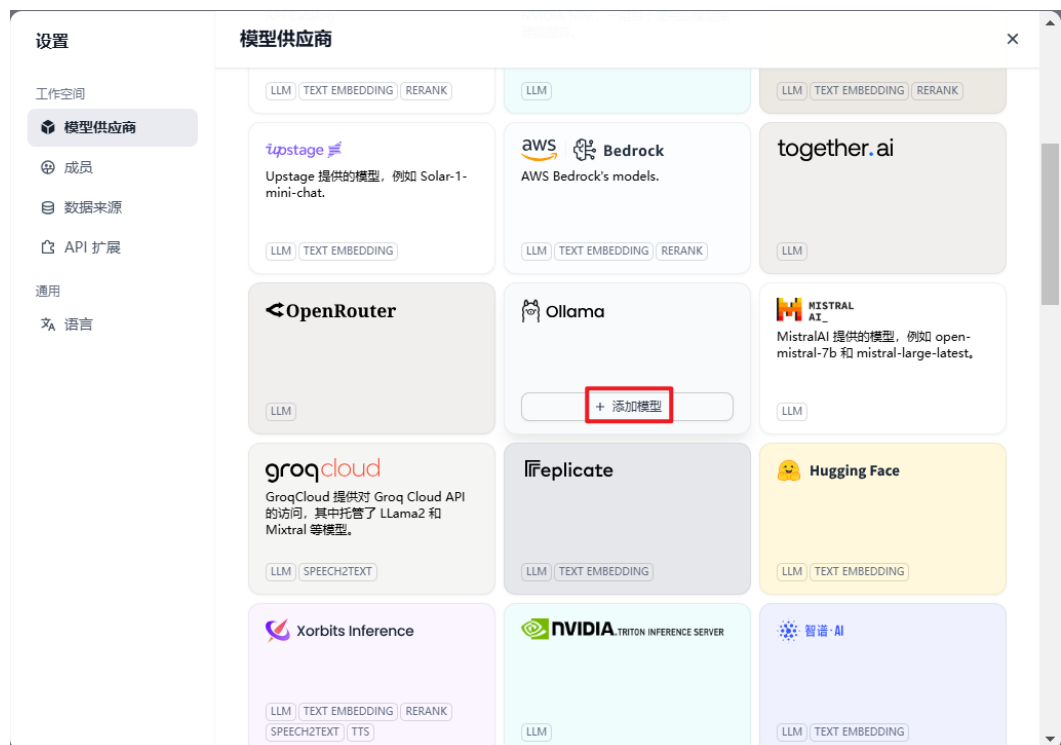 设置
模型供应商
工作空间
模型供应商
成员
数据来源
API 扩展
通用
语言
LLM TEXT EMBEDDING RERANK
LLM
LLM TEXT EMBEDDING RERANK
upstage
Upstage 提供的模型，例如 Solar-1-
mini-chat.
LLM TEXT EMBEDDING
aws Bedrock
AWS Bedrock's models.
LLM TEXT EMBEDDING RERANK
together.ai
LLM
OpenRouter
LLM
Ollama
+ 添加模型
MISTRAL
AI_
MistralAI 提供的模型，例如 open-
mistral-7b 和 mistral-large-latest。
LLM
groqcloud
GroqCloud 提供对 Groq Cloud API
的访问，其中托管了 LLama2 和
Mixtral 等模型。
LLM SPEECH2TEXT
Replicate
LLM TEXT EMBEDDING
Hugging Face
LLM TEXT EMBEDDING
Xorbits Inference
LLM TEXT EMBEDDING RERANK
SPEECH2TEXT TTS
NVIDIA. TRITON INFERENCE SERVER
LLM
智谱·AI
LLM TEXT EMBEDDING